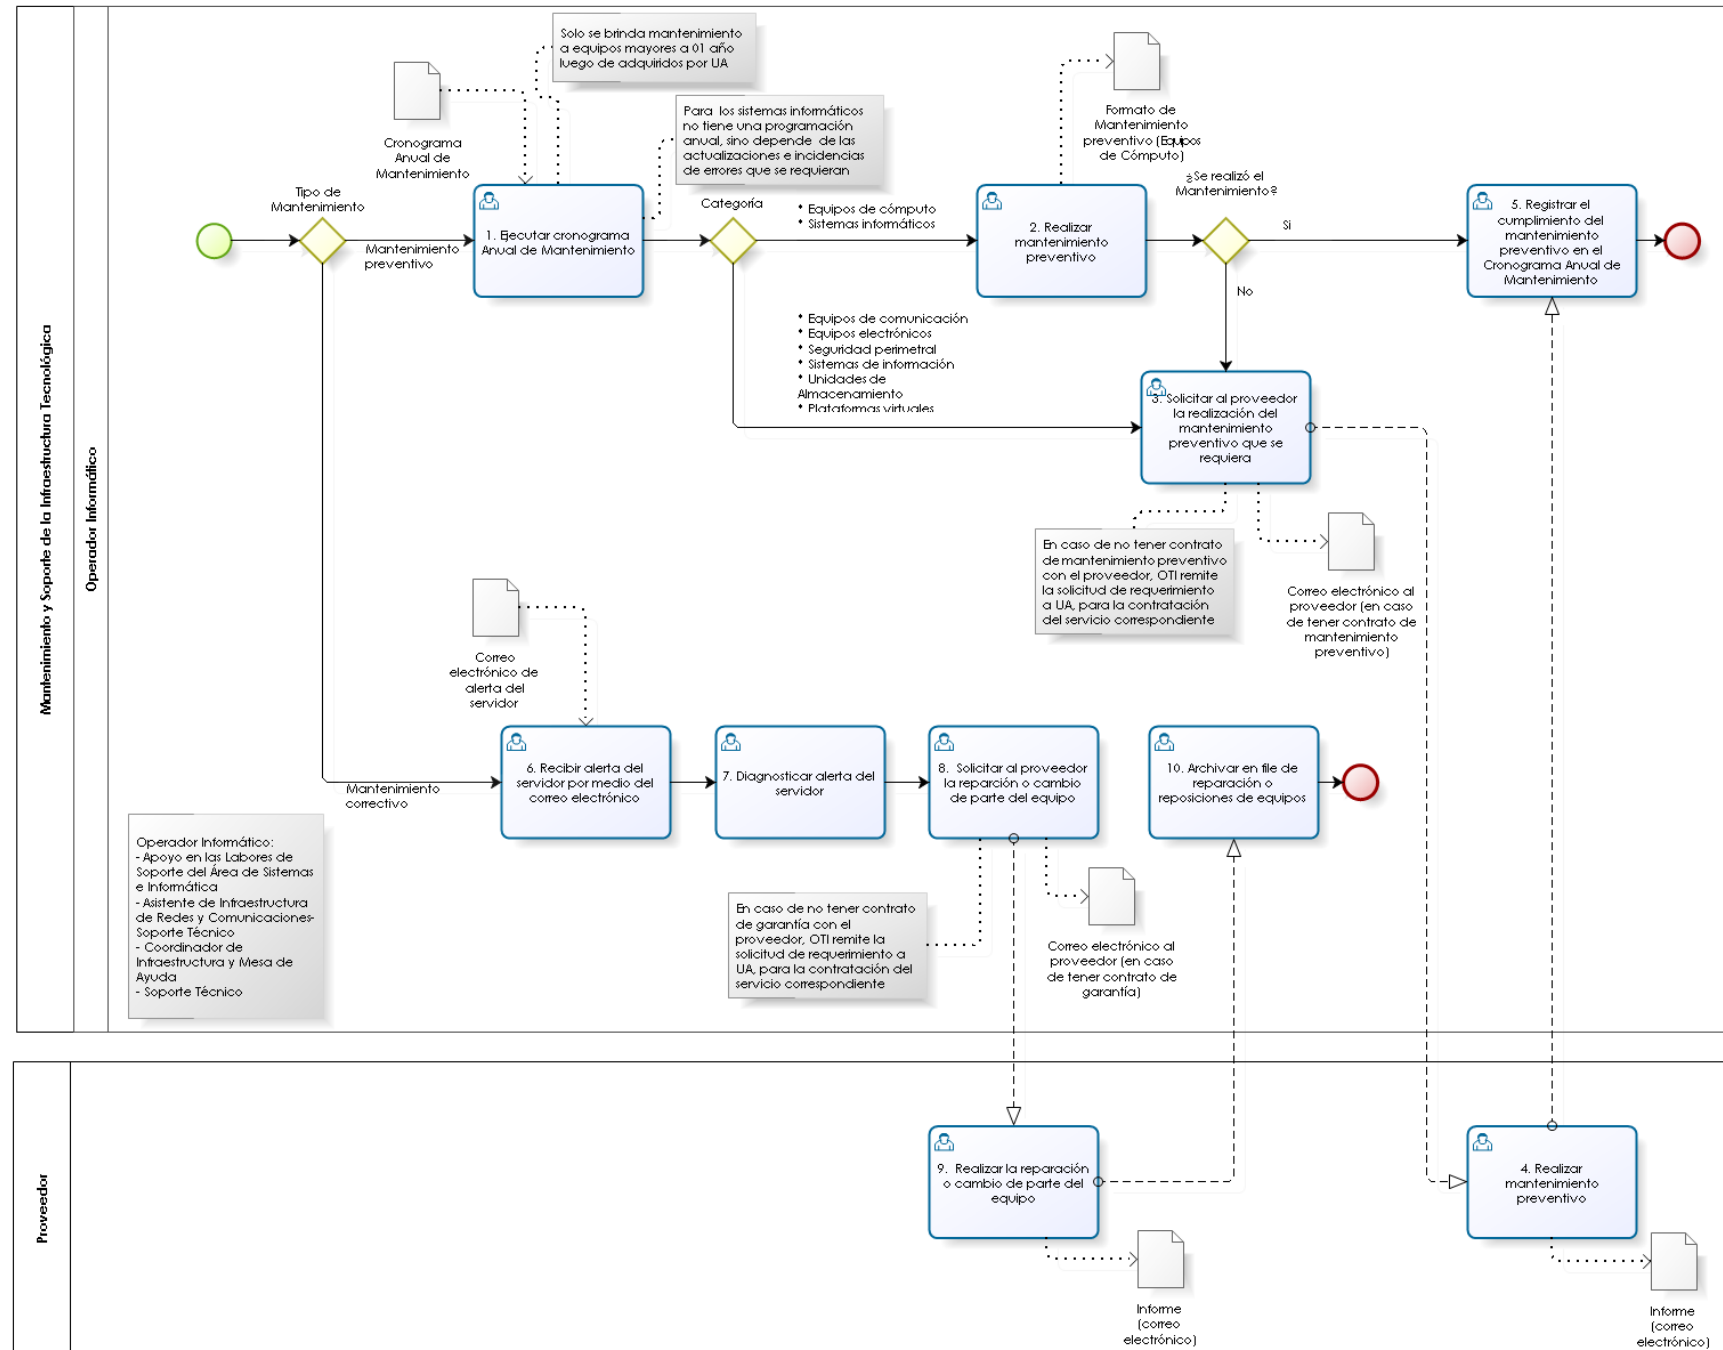 Mantenimiento y Soporte de la Infraestructura Tecnológica
Operador Informático
Solo se brinda mantenimiento
a equipos mayores a 01 año
luego de adquiridos por UA
Cronograma
Anual de
Mantenimiento
Para los sistemas informáticos
no tiene una programación
anual, sino depende de las
actualizaciones e incidencias
de errores que se requieran
Formato de
Mantenimiento
preventivo (Equipos
de Cómputo)
Tipo de
Mantenimiento
Mantenimiento
preventivo
1. Ejecutar cronograma
Anual de Mantenimiento
Categoría
* Equipos de cómputo
* Sistemas informáticos
2. Realizar
mantenimiento
preventivo
¿Se realizó el
Mantenimiento?
Si
No
5. Registrar el
cumplimiento del
mantenimiento
preventivo en el
Cronograma Anual de
Mantenimiento
* Equipos de comunicación
* Equipos electrónicos
* Seguridad perimetral
* Sistemas de información
* Unidades de
Almacenamiento
* Plataformas virtuales
3. Solicitar al proveedor
la realización del
mantenimiento
preventivo que se
requiera
En caso de no tener contrato
de mantenimiento preventivo
con el proveedor, OTI remite
la solicitud de requerimiento
a UA, para la contratación
del servicio correspondiente
Correo electrónico al
proveedor (en caso
de tener contrato de
mantenimiento
preventivo)
Correo
electrónico de
alerta del
servidor
Mantenimiento
correctivo
6. Recibir alerta del
servidor por medio del
correo electrónico
7. Diagnosticar alerta del
servidor
8. Solicitar al proveedor
la reparción o cambio
de parte del equipo
10. Archivar en file de
reparación o
reposiciones de equipos
Operador Informático:
- Apoyo en las Labores de
Soporte del Área de Sistemas
e Informática
- Asistente de Infraestructura
de Redes y Comunicaciones-
Soporte Técnico
- Coordinador de
Infraestructura y Mesa de
Ayuda
- Soporte Técnico
En caso de no tener contrato
de garantía con el
proveedor, OTI remite la
solicitud de requerimiento a
UA, para la contratación del
servicio correspondiente
Correo electrónico al
proveedor (en caso
de tener contrato de
garantía)
Proveedor
9. Realizar la reparación
o cambio de parte del
equipo
4. Realizar
mantenimiento
preventivo
Informe
(correo
electrónico)
Informe
(correo
electrónico)